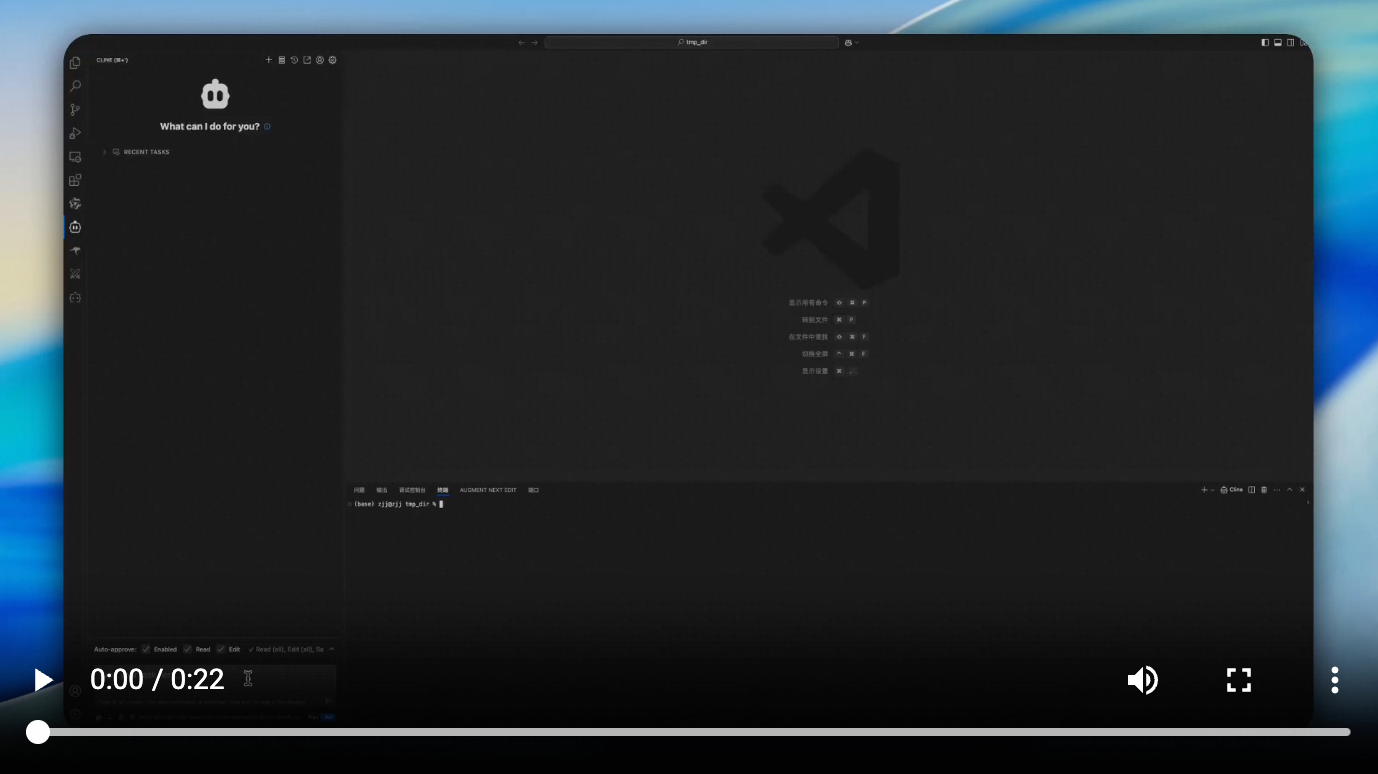 tmp_dir
CLINE (⌘+')
What can I do for you?
RECENT TASKS
显示所有命令 ⇧ ⌘ P
转到文件 ⌘ P
在文件中查找 ⇧ ⌘ F
切换全屏 ^ ⌘ F
显示设置 ⌘ ,
问题 输出 调试控制台 终端 AUGMENT NEXT EDIT 端口
Cline
(base) zjj@zjj tmp_dir %
Auto-approve: Enabled Read Edit Read (all), Edit (all), Sa
0:00 / 0:22